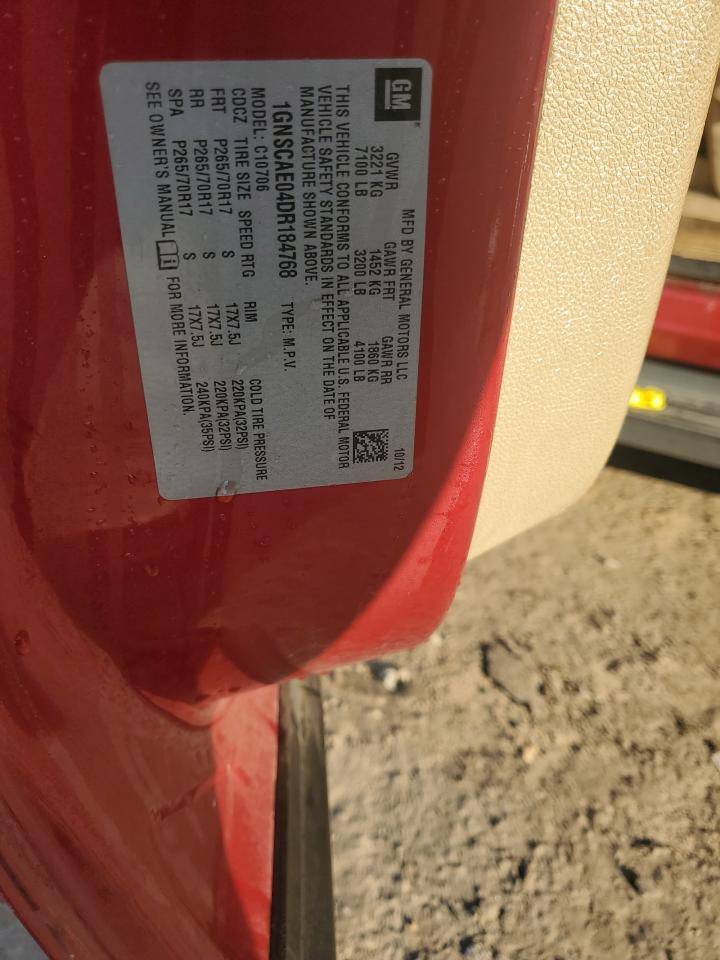 GM
MFD BY GENERAL MOTORS LLC 10/12
GVWR GAWR FRT GAWR RR
3221 KG 1452 KG 1860 KG
7100 LB 3200 LB 4100 LB
THIS VEHICLE CONFORMS TO ALL APPLICABLE U.S. FEDERAL MOTOR
VEHICLE SAFETY STANDARDS IN EFFECT ON THE DATE OF
MANUFACTURE SHOWN ABOVE.
1GNSCAE04DR184768 TYPE: M.P.V.
MODEL: C10706
CDCZ TIRE SIZE SPEED RTG RIM COLD TIRE PRESSURE
FRT P265/70R17 S 17X7.5J 220KPA(32PSI)
RR P265/70R17 S 17X7.5J 220KPA(32PSI)
SPA P265/70R17 S 17X7.5J 240KPA(35PSI)
SEE OWNER'S MANUAL FOR MORE INFORMATION.